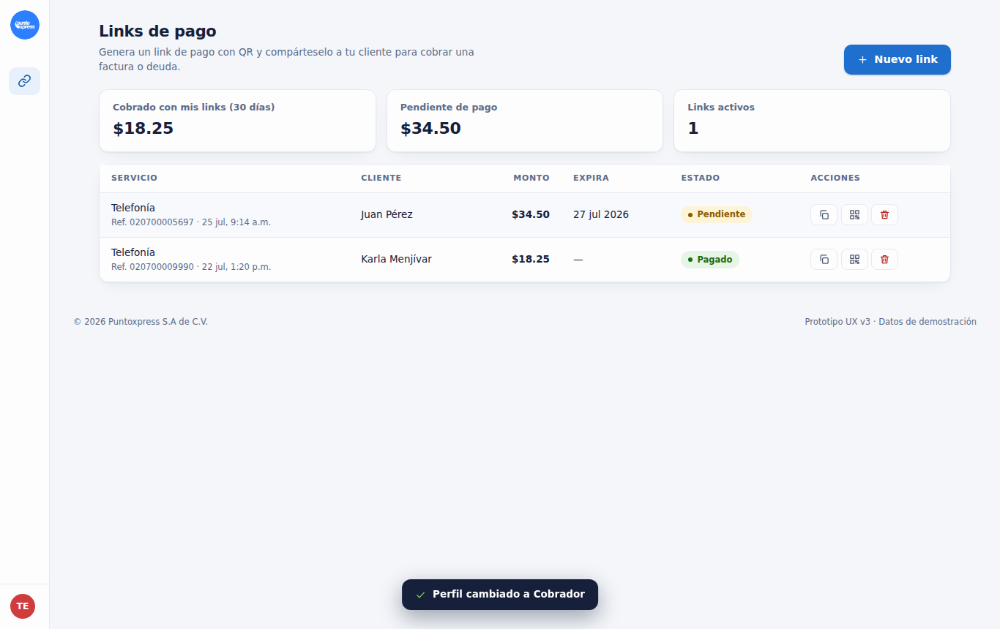 punto
xpress
Links de pago
Genera un link de pago con QR y compárteselo a tu cliente para cobrar una
factura o deuda.
Nuevo link
Cobrado con mis links (30 días)
$18.25
Pendiente de pago
$34.50
Links activos
1
SERVICIO CLIENTE MONTO EXPIRA ESTADO ACCIONES
Telefonía
Ref. 020700005697 · 25 jul, 9:14 a.m.
Juan Pérez $34.50 27 jul 2026 Pendiente
Telefonía
Ref. 020700009990 · 22 jul, 1:20 p.m.
Karla Menjívar $18.25 — Pagado
© 2026 Puntoxpress S.A de C.V.
Prototipo UX v3 · Datos de demostración
Perfil cambiado a Cobrador
TE